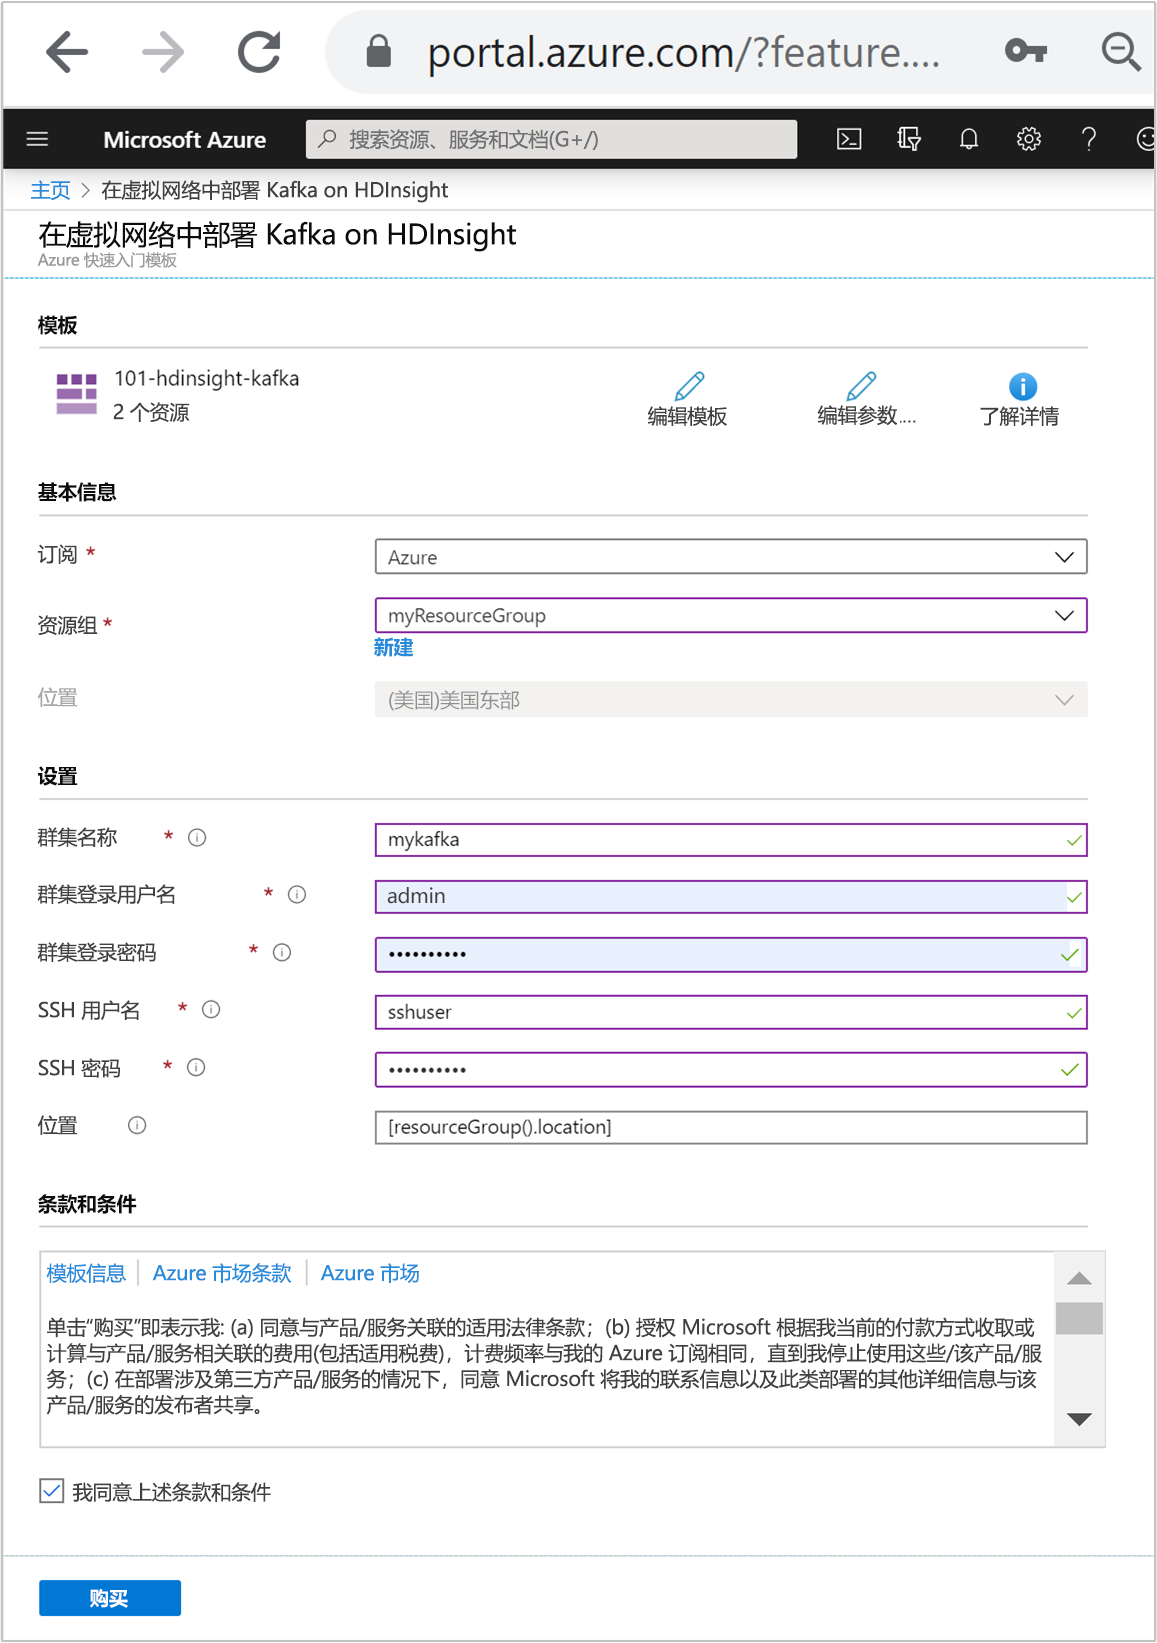 portal.azure.com/?feature....
Microsoft Azure
搜索资源、服务和文档(G+/)
主页 > 在虚拟网络中部署 Kafka on HDInsight
在虚拟网络中部署 Kafka on HDInsight
Azure 快速入门模板
模板
101-hdinsight-kafka
2 个资源
编辑模板
编辑参数....
了解详情
基本信息
订阅 *
Azure
资源组 *
myResourceGroup
新建
位置
(美国)美国东部
设置
群集名称 *
mykafka
群集登录用户名 *
admin
群集登录密码 *
••••••••••
SSH 用户名 *
sshuser
SSH 密码 *
••••••••••
位置
[resourceGroup().location]
条款和条件
模板信息 | Azure 市场条款 | Azure 市场
单击“购买”即表示我: (a) 同意与产品/服务关联的适用法律条款；(b) 授权 Microsoft 根据我当前的付款方式收取或
计算与产品/服务相关联的费用(包括适用税费)，计费频率与我的 Azure 订阅相同，直到我停止使用这些/该产品/服
务；(c) 在部署涉及第三方产品/服务的情况下，同意 Microsoft 将我的联系信息以及此类部署的其他详细信息与该
产品/服务的发布者共享。
我同意上述条款和条件
购买